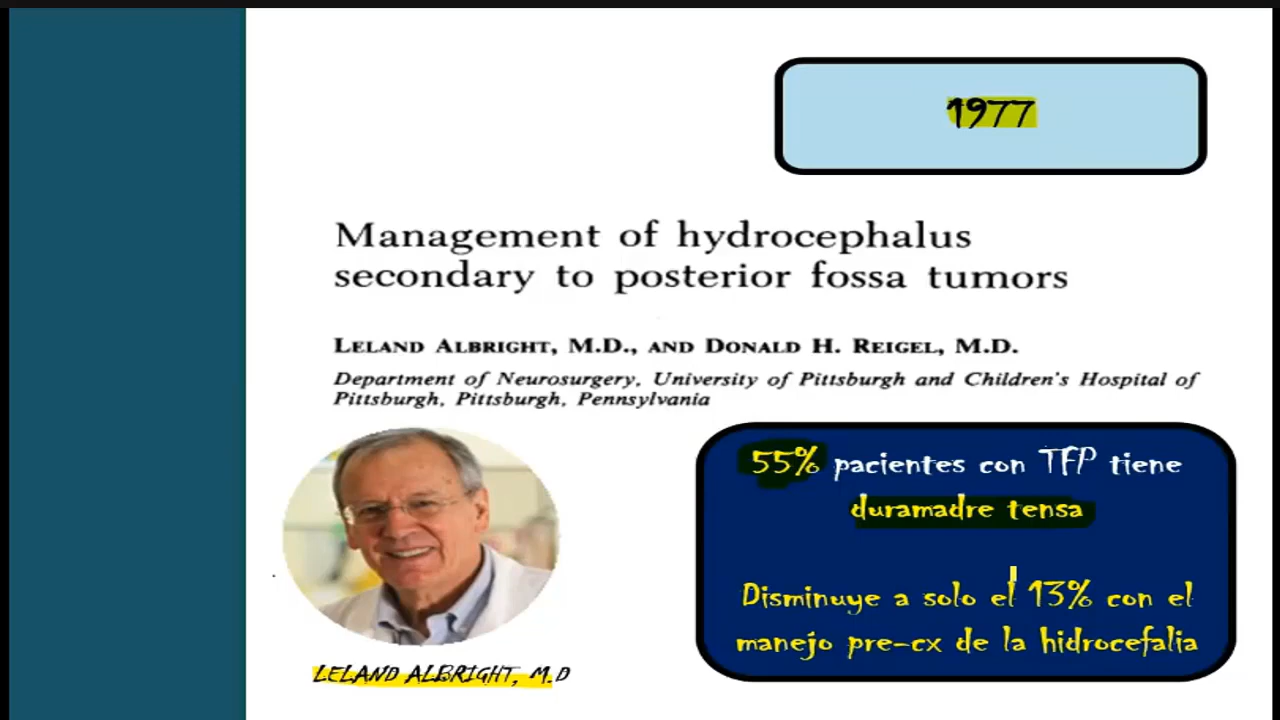 1977
Management of hydrocephalus
secondary to posterior fossa tumors
LELAND ALBRIGHT, M.D., AND DONALD H. REIGEL, M.D.
Department of Neurosurgery, University of Pittsburgh and Children's Hospital of
Pittsburgh, Pittsburgh, Pennsylvania
55% pacientes con TFP tiene
duramadre tensa
Disminuye a solo el 13% con el
manejo pre-cx de la hidrocefalia
LELAND ALBRIGHT, M.D